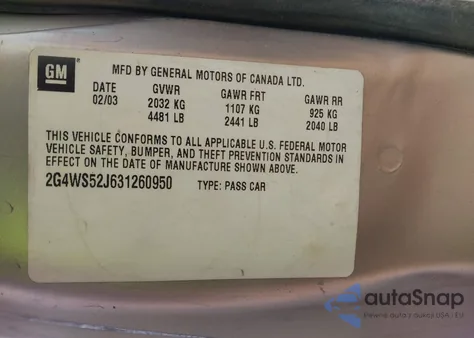 GM
MFD BY GENERAL MOTORS OF CANADA LTD.
DATE GVWR GAWR FRT GAWR RR
02/03 2032 KG 1107 KG 925 KG
4481 LB 2441 LB 2040 LB
THIS VEHICLE CONFORMS TO ALL APPLICABLE U.S. FEDERAL MOTOR
VEHICLE SAFETY, BUMPER, AND THEFT PREVENTION STANDARDS IN
EFFECT ON THE DATE OF MANUFACTURE SHOWN ABOVE.
2G4WS52J631260950 TYPE: PASS CAR
autoSnap